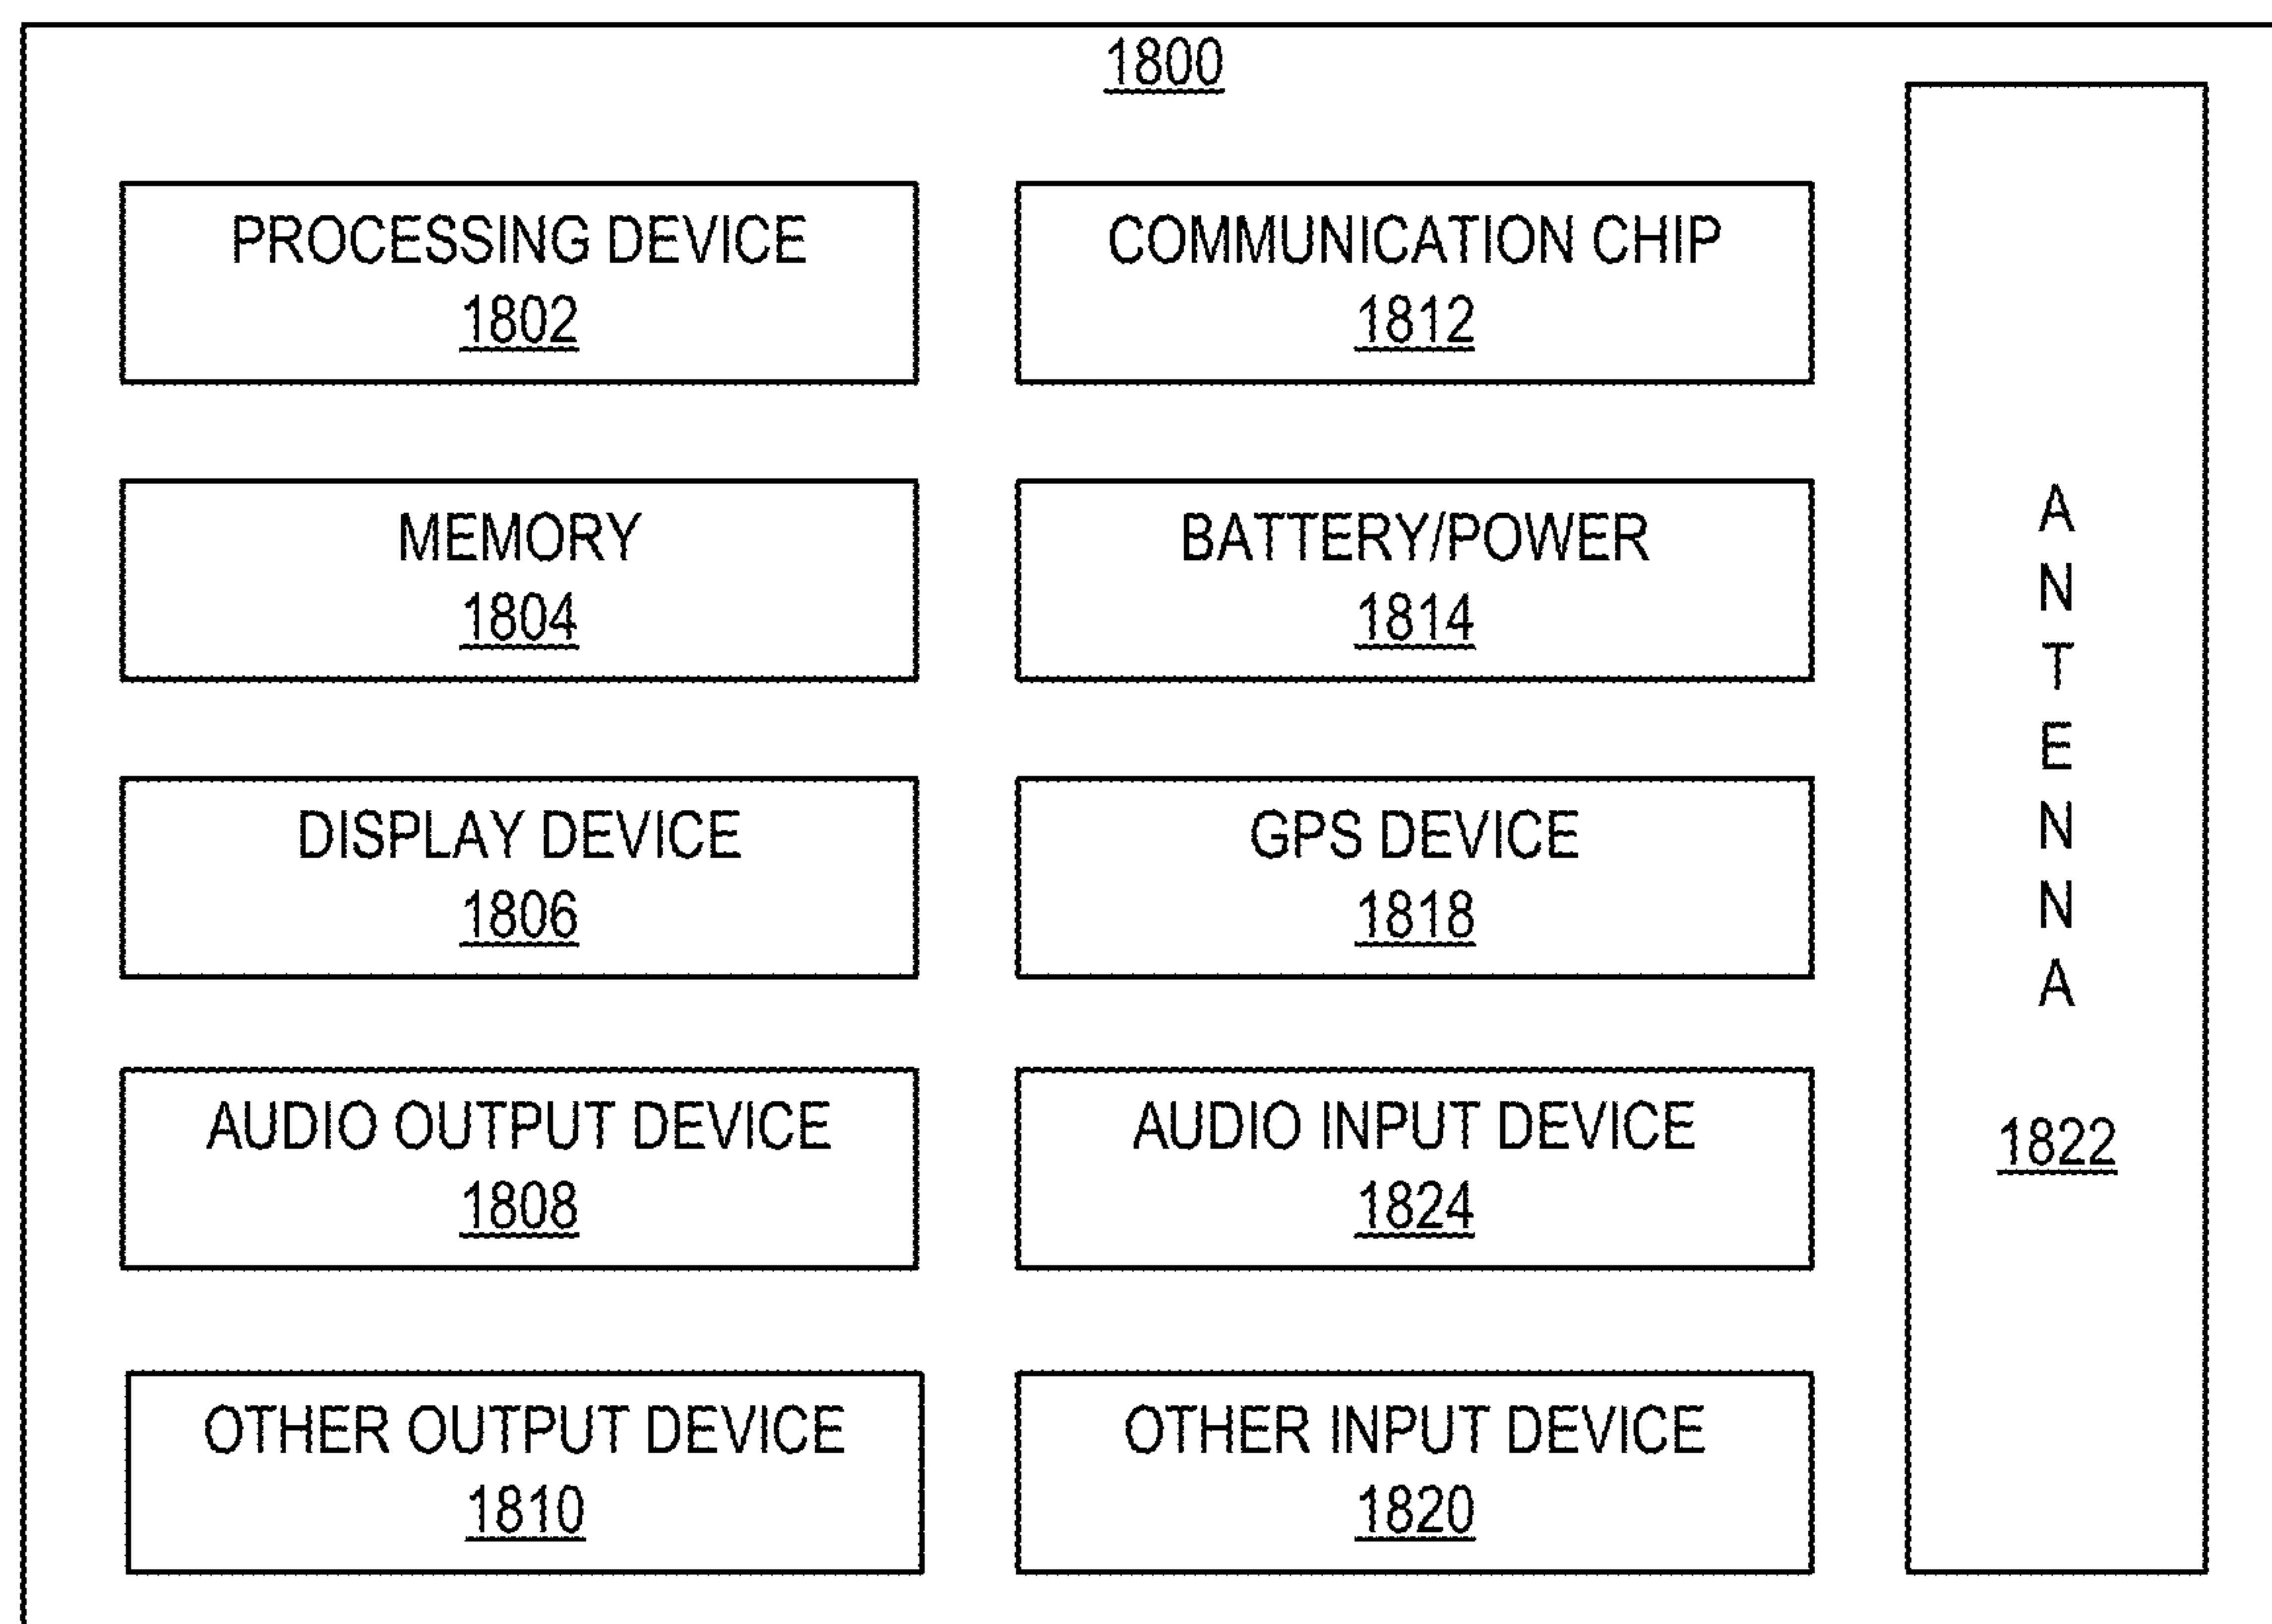 1800
PROCESSING DEVICE
1802
COMMUNICATION CHIP
1812
MEMORY
1804
BATTERY/POWER
1814
DISPLAY DEVICE
1806
GPS DEVICE
1818
AUDIO OUTPUT DEVICE
1808
AUDIO INPUT DEVICE
1824
OTHER OUTPUT DEVICE
1810
OTHER INPUT DEVICE
1820
ANTENNA
1822